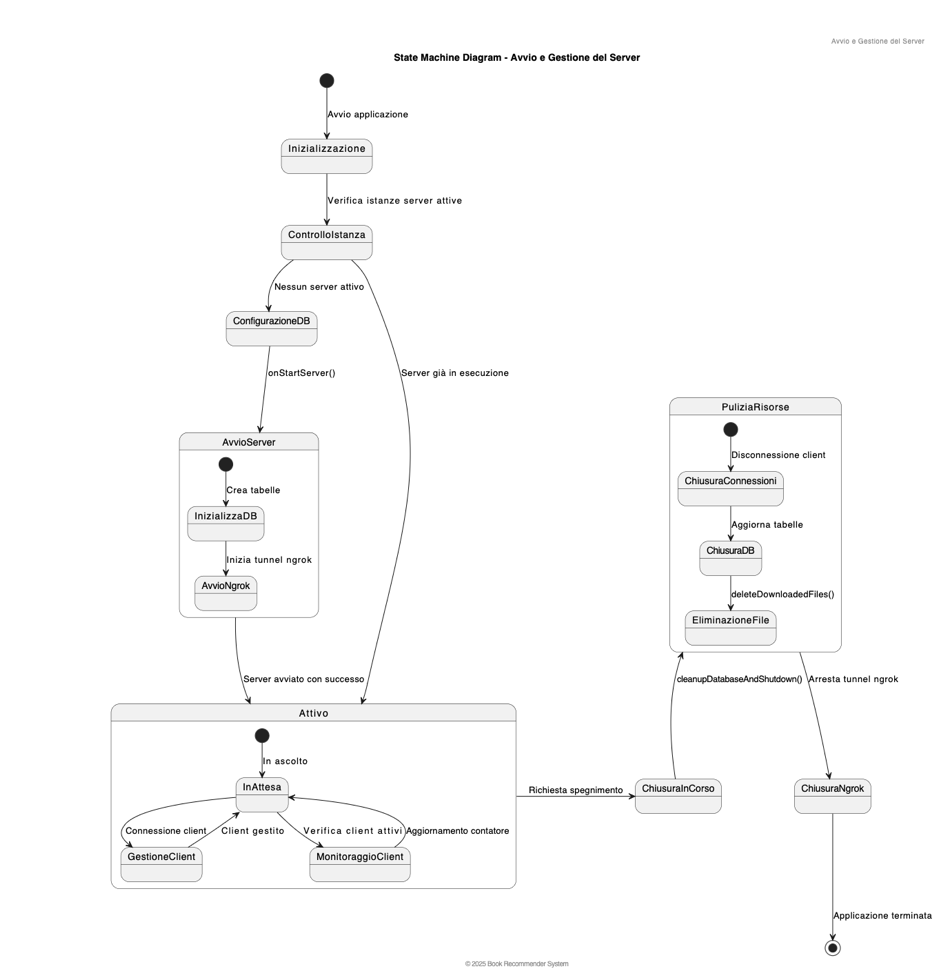 Avvio e Gestione del Server
State Machine Diagram - Avvio e Gestione del Server
Avvio applicazione
Inizializzazione
Verifica istanze server attive
ControlloIstanza
Nessun server attivo
ConfigurazioneDB
onStartServer()
Server già in esecuzione
AvvioServer
Crea tabelle
InizializzaDB
Inizia tunnel ngrok
AvvioNgrok
Server avviato con successo
PuliziaRisorse
Disconnessione client
ChiusuraConnessioni
Aggiorna tabelle
ChiusuraDB
deleteDownloadedFiles()
EliminazioneFile
cleanupDatabaseAndShutdown()
Arresta tunnel ngrok
Attivo
In ascolto
InAttesa
Connessione client
Client gestito
Verifica client attivi
Aggiornamento contatore
GestioneClient
MonitoraggioClient
Richiesta spegnimento
ChiusuraInCorso
ChiusuraNgrok
Applicazione terminata
© 2025 Book Recommender System